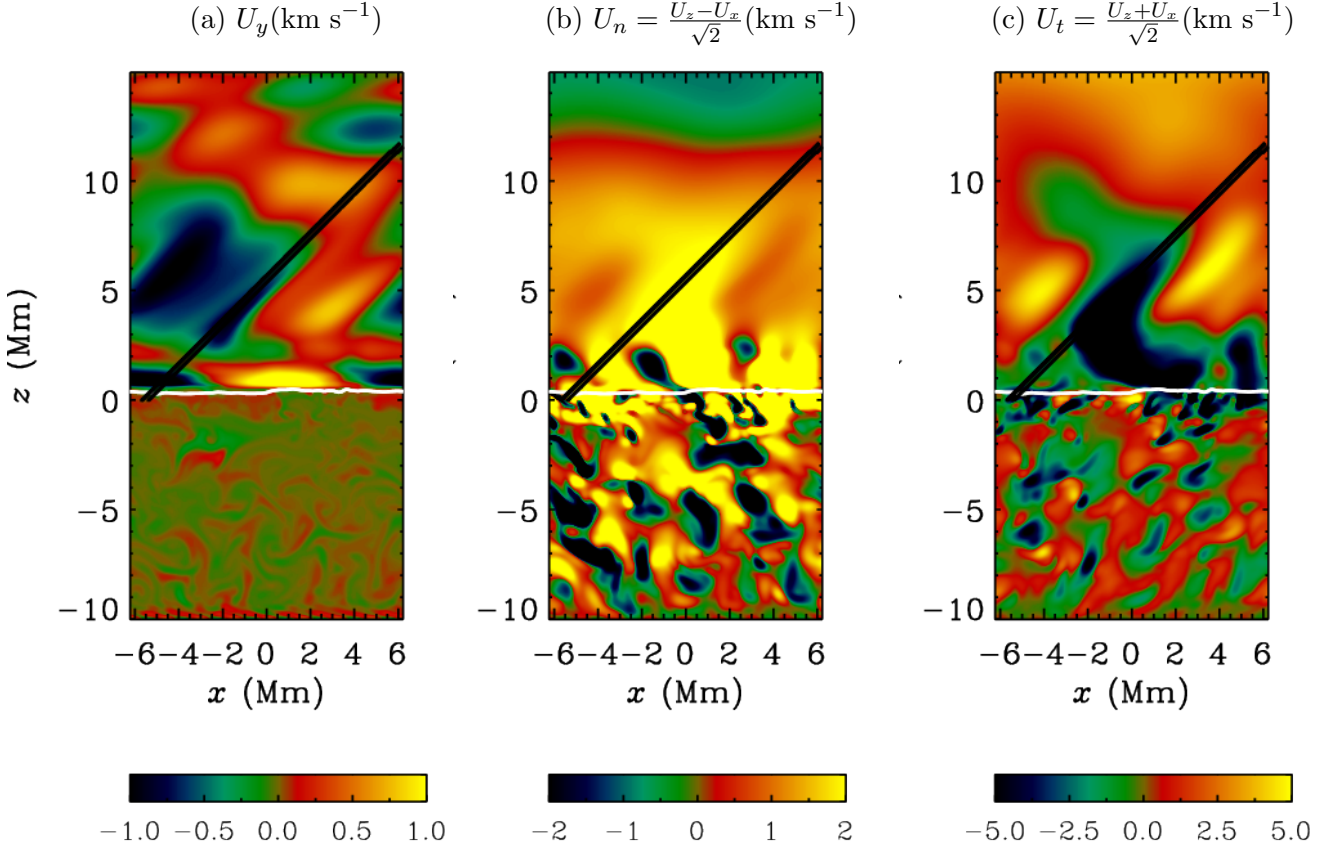 (a) U_y(km s⁻¹) (b) U_n = (U_z−U_x)/√2 (km s⁻¹) (c) U_t = (U_z+U_x)/√2 (km s⁻¹)
10 10 10
5 5 5
z (Mm)
0 0 0
−5 −5 −5
−10 −10 −10
−6 −4 −2 0 2 4 6 −6 −4 −2 0 2 4 6 −6 −4 −2 0 2 4 6
x (Mm) x (Mm) x (Mm)
-1.0 -0.5 0.0 0.5 1.0 -2 -1 0 1 2 -5.0 -2.5 0.0 2.5 5.0